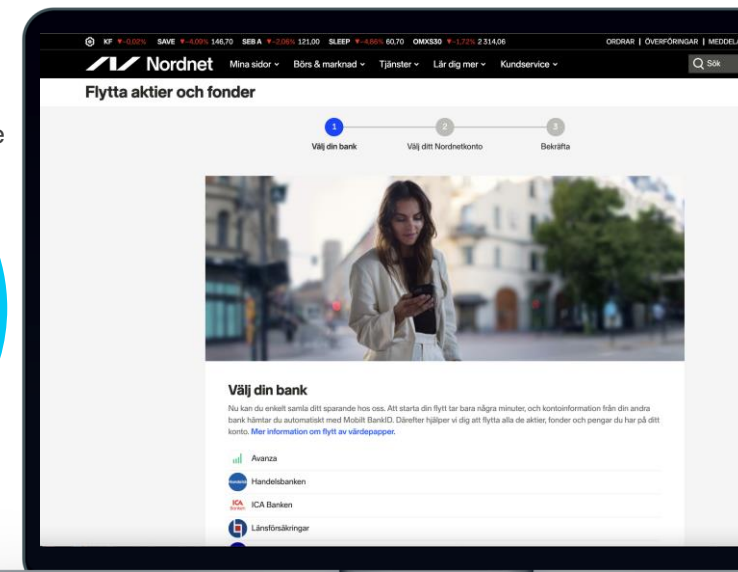 KF ▼-0,02% SAVE ▼-4,09% 146,70 SEB A ▼-2,06% 121,00 SLEEP ▼-4,66% 60,70 OMXS30 ▼-1,72% 2 314,06 ORDRAR | ÖVERFÖRINGAR | MEDDELA
Nordnet Mina sidor Börs & marknad Tjänster Lär dig mer Kundservice Sök
Flytta aktier och fonder
e
1 2 3
Välj din bank Välj ditt Nordnetkonto Bekräfta
Välj din bank
Nu kan du enkelt samla ditt sparande hos oss. Att starta din flytt tar bara några minuter, och kontoinformation från din andra
bank hämtar du automatiskt med Mobilt BankID. Därefter hjälper vi dig att flytta alla de aktier, fonder och pengar du har på ditt
konto. Mer information om flytt av värdepapper.
Avanza
Handelsbanken
ICA Banken
Länsförsäkringar